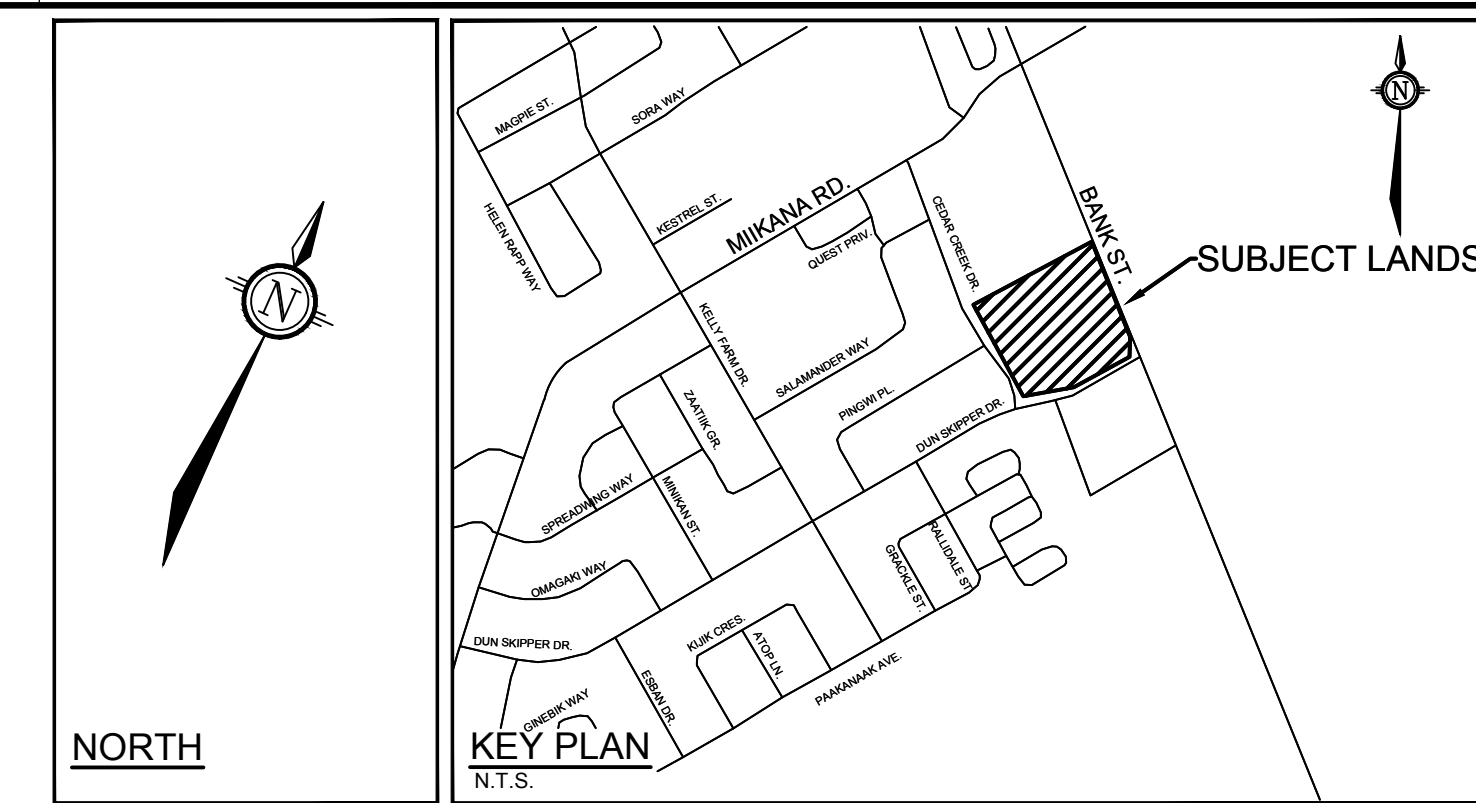 N
NORTH
N
MAGPIE ST.
SORA WAY
HELEN RAPP WAY
KESTREL ST.
MIIKANA RD.
QUEST PRIV.
CEDAR CREEK DR.
BANK ST.
SUBJECT LANDS
KELLY FARM DR.
SALAMANDER WAY
ZAATIIK GR.
PINGWI PL.
DUN SKIPPER DR.
SPREADWING WAY
MINIKAN ST.
OMAGAKI WAY
GRACKLE ST.
RALLIDALE ST.
DUN SKIPPER DR.
KIJIK CRES.
ATOP LN.
ESBAN DR.
PAAKANAAK AVE.
GINEBIK WAY
KEY PLAN
N.T.S.